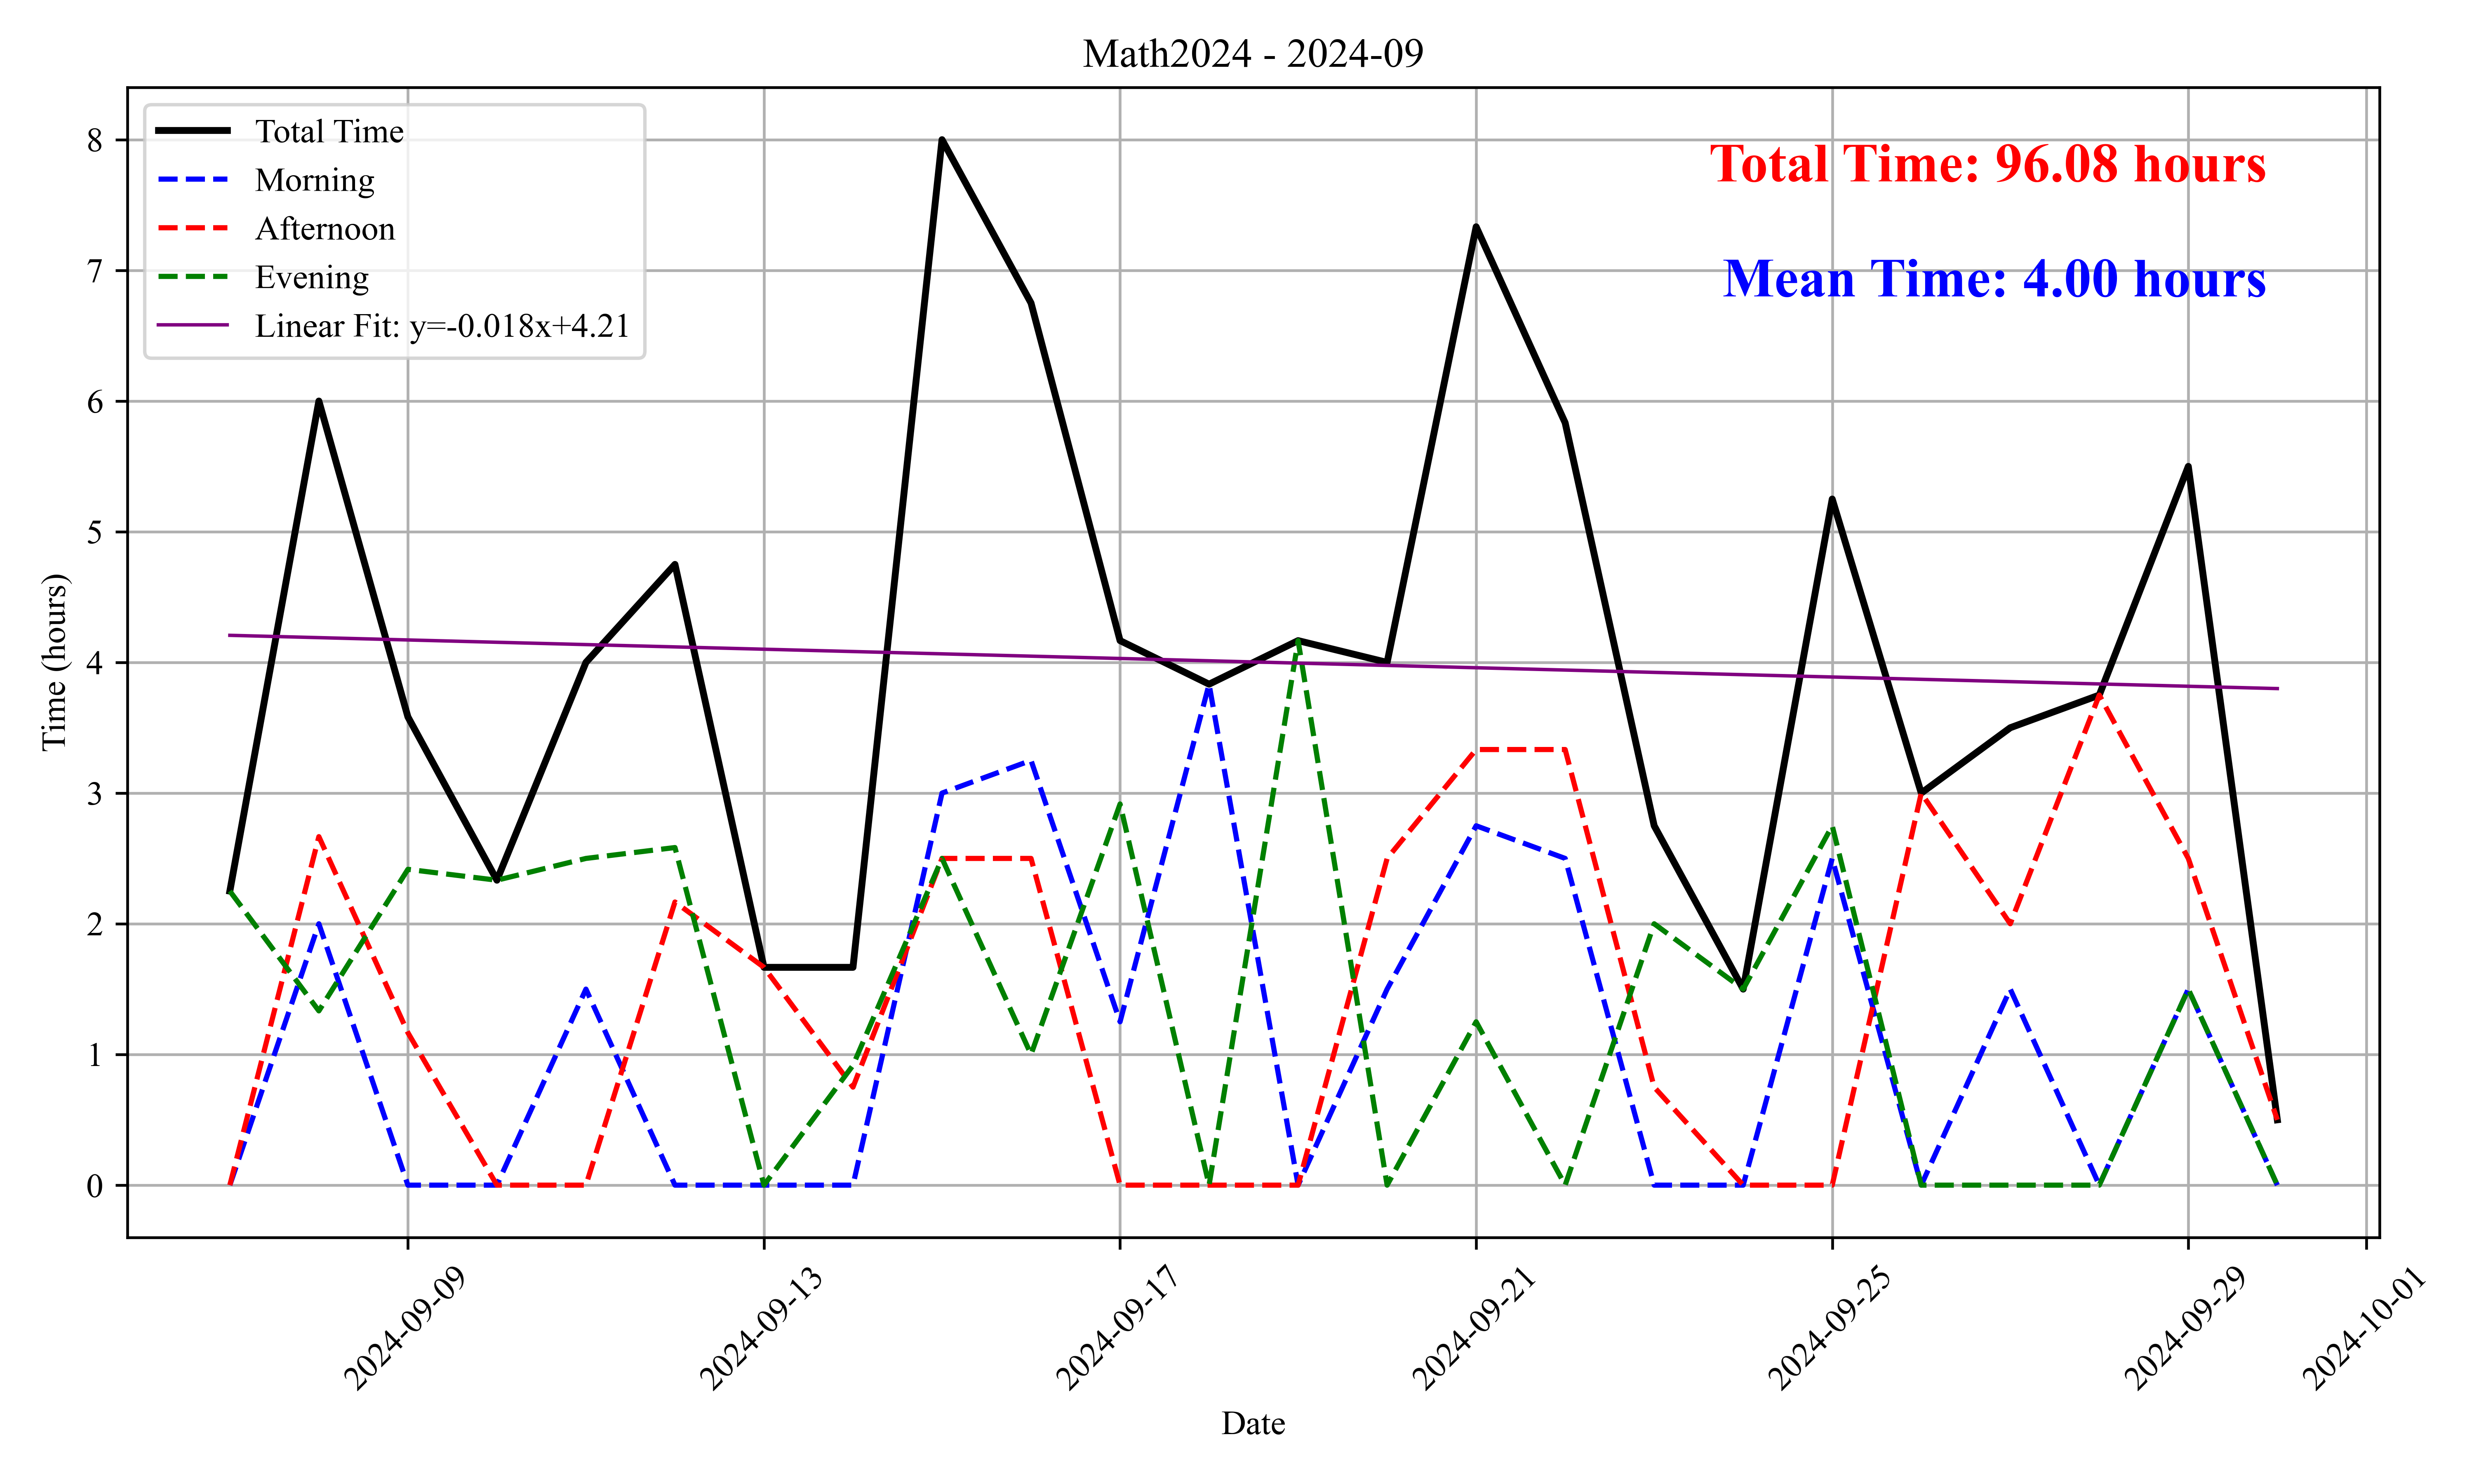 Math2024 - 2024-09
Total Time
Morning
Afternoon
Evening
Linear Fit: y=-0.018x+4.21
Total Time: 96.08 hours
Mean Time: 4.00 hours
8
7
6
5
4
3
2
1
0
Time (hours)
2024-09-09
2024-09-13
2024-09-17
2024-09-21
2024-09-25
2024-09-29
2024-10-01
Date